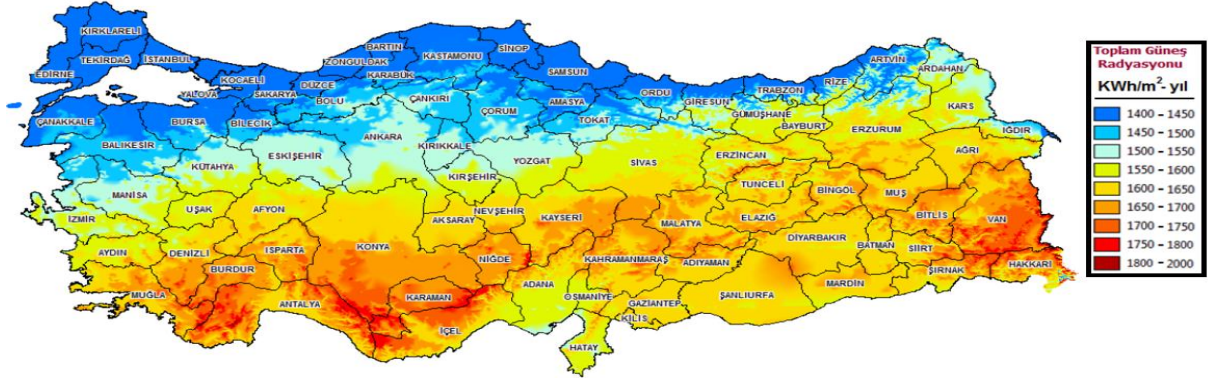 KIRKLARELİ
TEKİRDAĞ
İSTANBUL
EDİRNE
KOCAELİ
YALOVA
SAKARYA
DÜZCE
ZONGULDAK
BARTIN
KARABÜK
KASTAMONU
SİNOP
SAMSUN
BOLU
ÇANKIRI
ÇORUM
AMASYA
ORDU
GİRESUN
TRABZON
RİZE
ARTVİN
ARDAHAN
KARS
IĞDIR
ÇANAKKALE
BURSA
BİLECİK
TOKAT
GÜMÜŞHANE
BAYBURT
ERZURUM
BALIKESİR
KÜTAHYA
ESKİŞEHİR
ANKARA
KIRIKKALE
YOZGAT
SİVAS
ERZİNCAN
AĞRI
MANİSA
KIRŞEHİR
TUNCELİ
BİNGÖL
MUŞ
İZMİR
UŞAK
AFYON
AKSARAY
NEVŞEHİR
KAYSERİ
MALATYA
ELAZIĞ
BİTLİS
VAN
AYDIN
DENİZLİ
ISPARTA
KONYA
NİĞDE
KAHRAMANMARAŞ
ADIYAMAN
DİYARBAKIR
BATMAN
SİİRT
ŞIRNAK
HAKKARİ
BURDUR
MUĞLA
ANTALYA
KARAMAN
İÇEL
ADANA
OSMANİYE
GAZİANTEP
KİLİS
ŞANLIURFA
MARDİN
HATAY
Toplam Güneş
Radyasyonu
KWh/m²- yıl
1400 - 1450
1450 - 1500
1500 - 1550
1550 - 1600
1600 - 1650
1650 - 1700
1700 - 1750
1750 - 1800
1800 - 2000